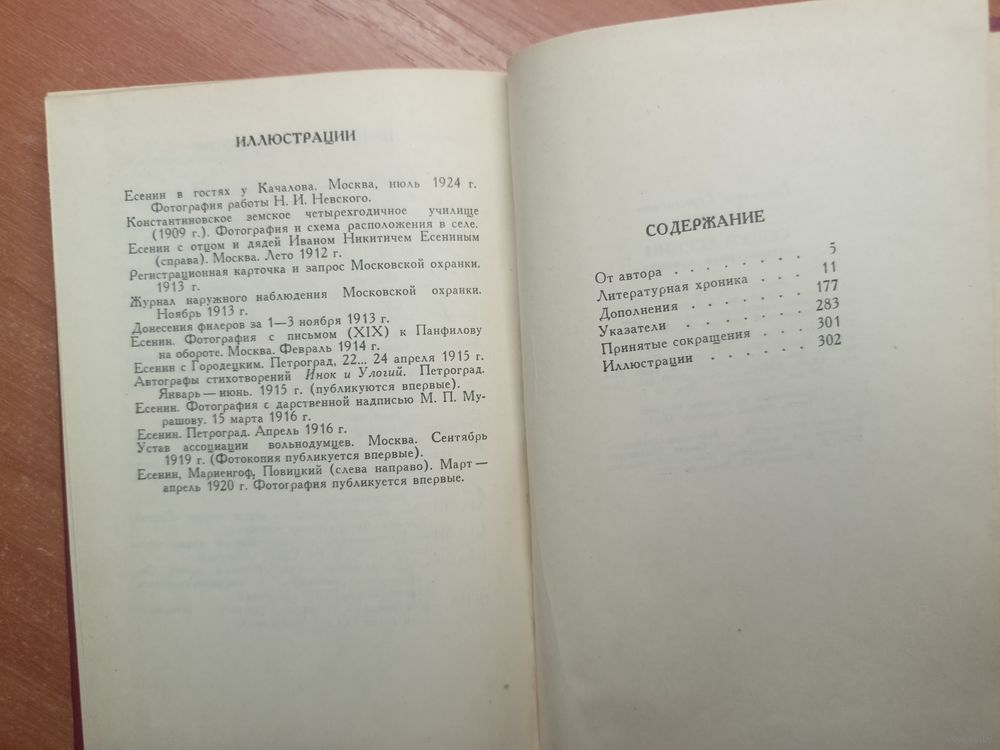 ИЛЛЮСТРАЦИИ
Есенин в гостях у Качалова. Москва, июль 1924 г.
Фотография работы Н. И. Невского.
Константиновское земское четырехгодичное училище
(1909 г.). Фотография и схема расположения в селе.
Есенин с отцом и дядей Иваном Никитичем Есениным
(справа). Москва. Лето 1912 г.
Регистрационная карточка и запрос Московской охранки.
1913 г.
Журнал наружного наблюдения Московской охранки.
Ноябрь 1913 г.
Донесения филеров за 1—3 ноября 1913 г.
Есенин. Фотография с письмом (XIX) к Панфилову
на обороте. Москва. Февраль 1914 г.
Есенин с Городецким. Петроград, 22... 24 апреля 1915 г.
Автографы стихотворений Инок и Улогий. Петроград.
Январь — июнь. 1915 г. (публикуются впервые).
Есенин. Фотография с дарственной надписью М. П. Му-
рашову. 15 марта 1916 г.
Есенин. Петроград. Апрель 1916 г.
Устав ассоциации вольнодумцев. Москва. Сентябрь
1919 г. (Фотокопия публикуется впервые).
Есенин, Мариенгоф, Повицкий (слева направо). Март —
апрель 1920 г. Фотография публикуется впервые.
СОДЕРЖАНИЕ
От автора . . . . . . . . 5
Литературная хроника . . . 11
Дополнения . . . . . . . 177
Указатели . . . . . . . 283
Принятые сокращения . . . 301
Иллюстрации . . . . . . 302